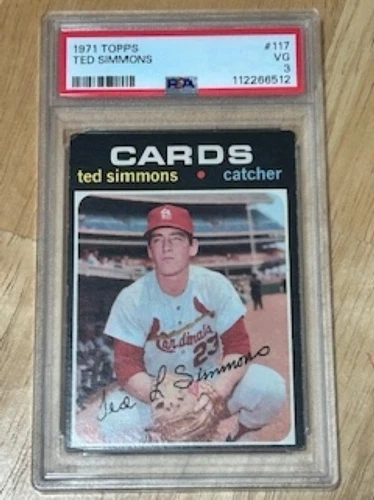 1971 TOPPS #117
TED SIMMONS VG
3
PSA 112266512
CARDS
ted simmons • catcher
Cardinals
23
Ted L Simmons